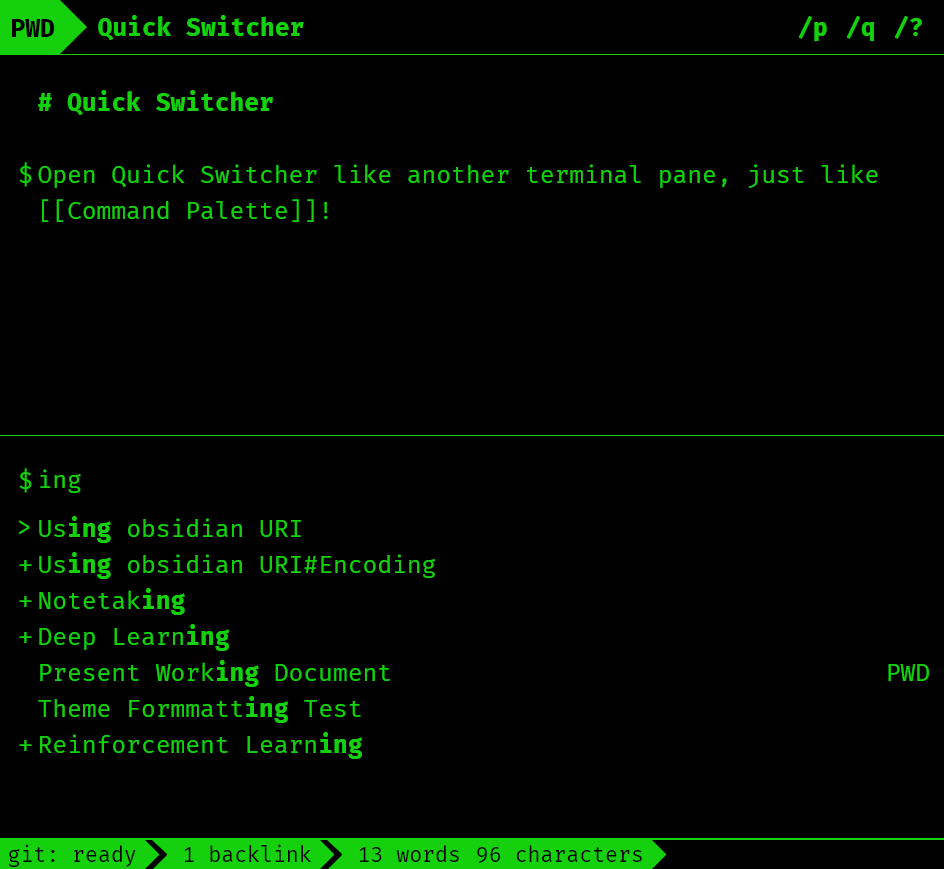 PWD Quick Switcher /p /q /?
# Quick Switcher
$ Open Quick Switcher like another terminal pane, just like
[[Command Palette]]!
$ ing
> Using obsidian URI
+ Using obsidian URI#Encoding
+ Notetaking
+ Deep Learning
Present Working Document PWD
Theme Formmatting Test
+ Reinforcement Learning
git: ready 1 backlink 13 words 96 characters